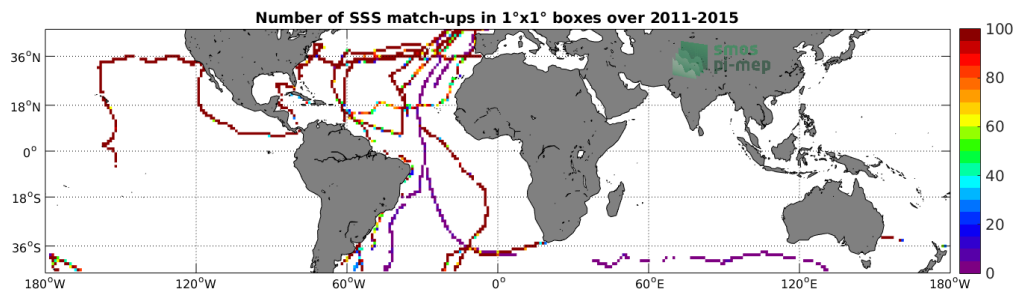 Number of SSS match-ups in 1°x1° boxes over 2011-2015
smos
pi-mep
36°N
18°N
0°
18°S
36°S
180°W 120°W 60°W 0° 60°E 120°E 180°W
100
80
60
40
20
0